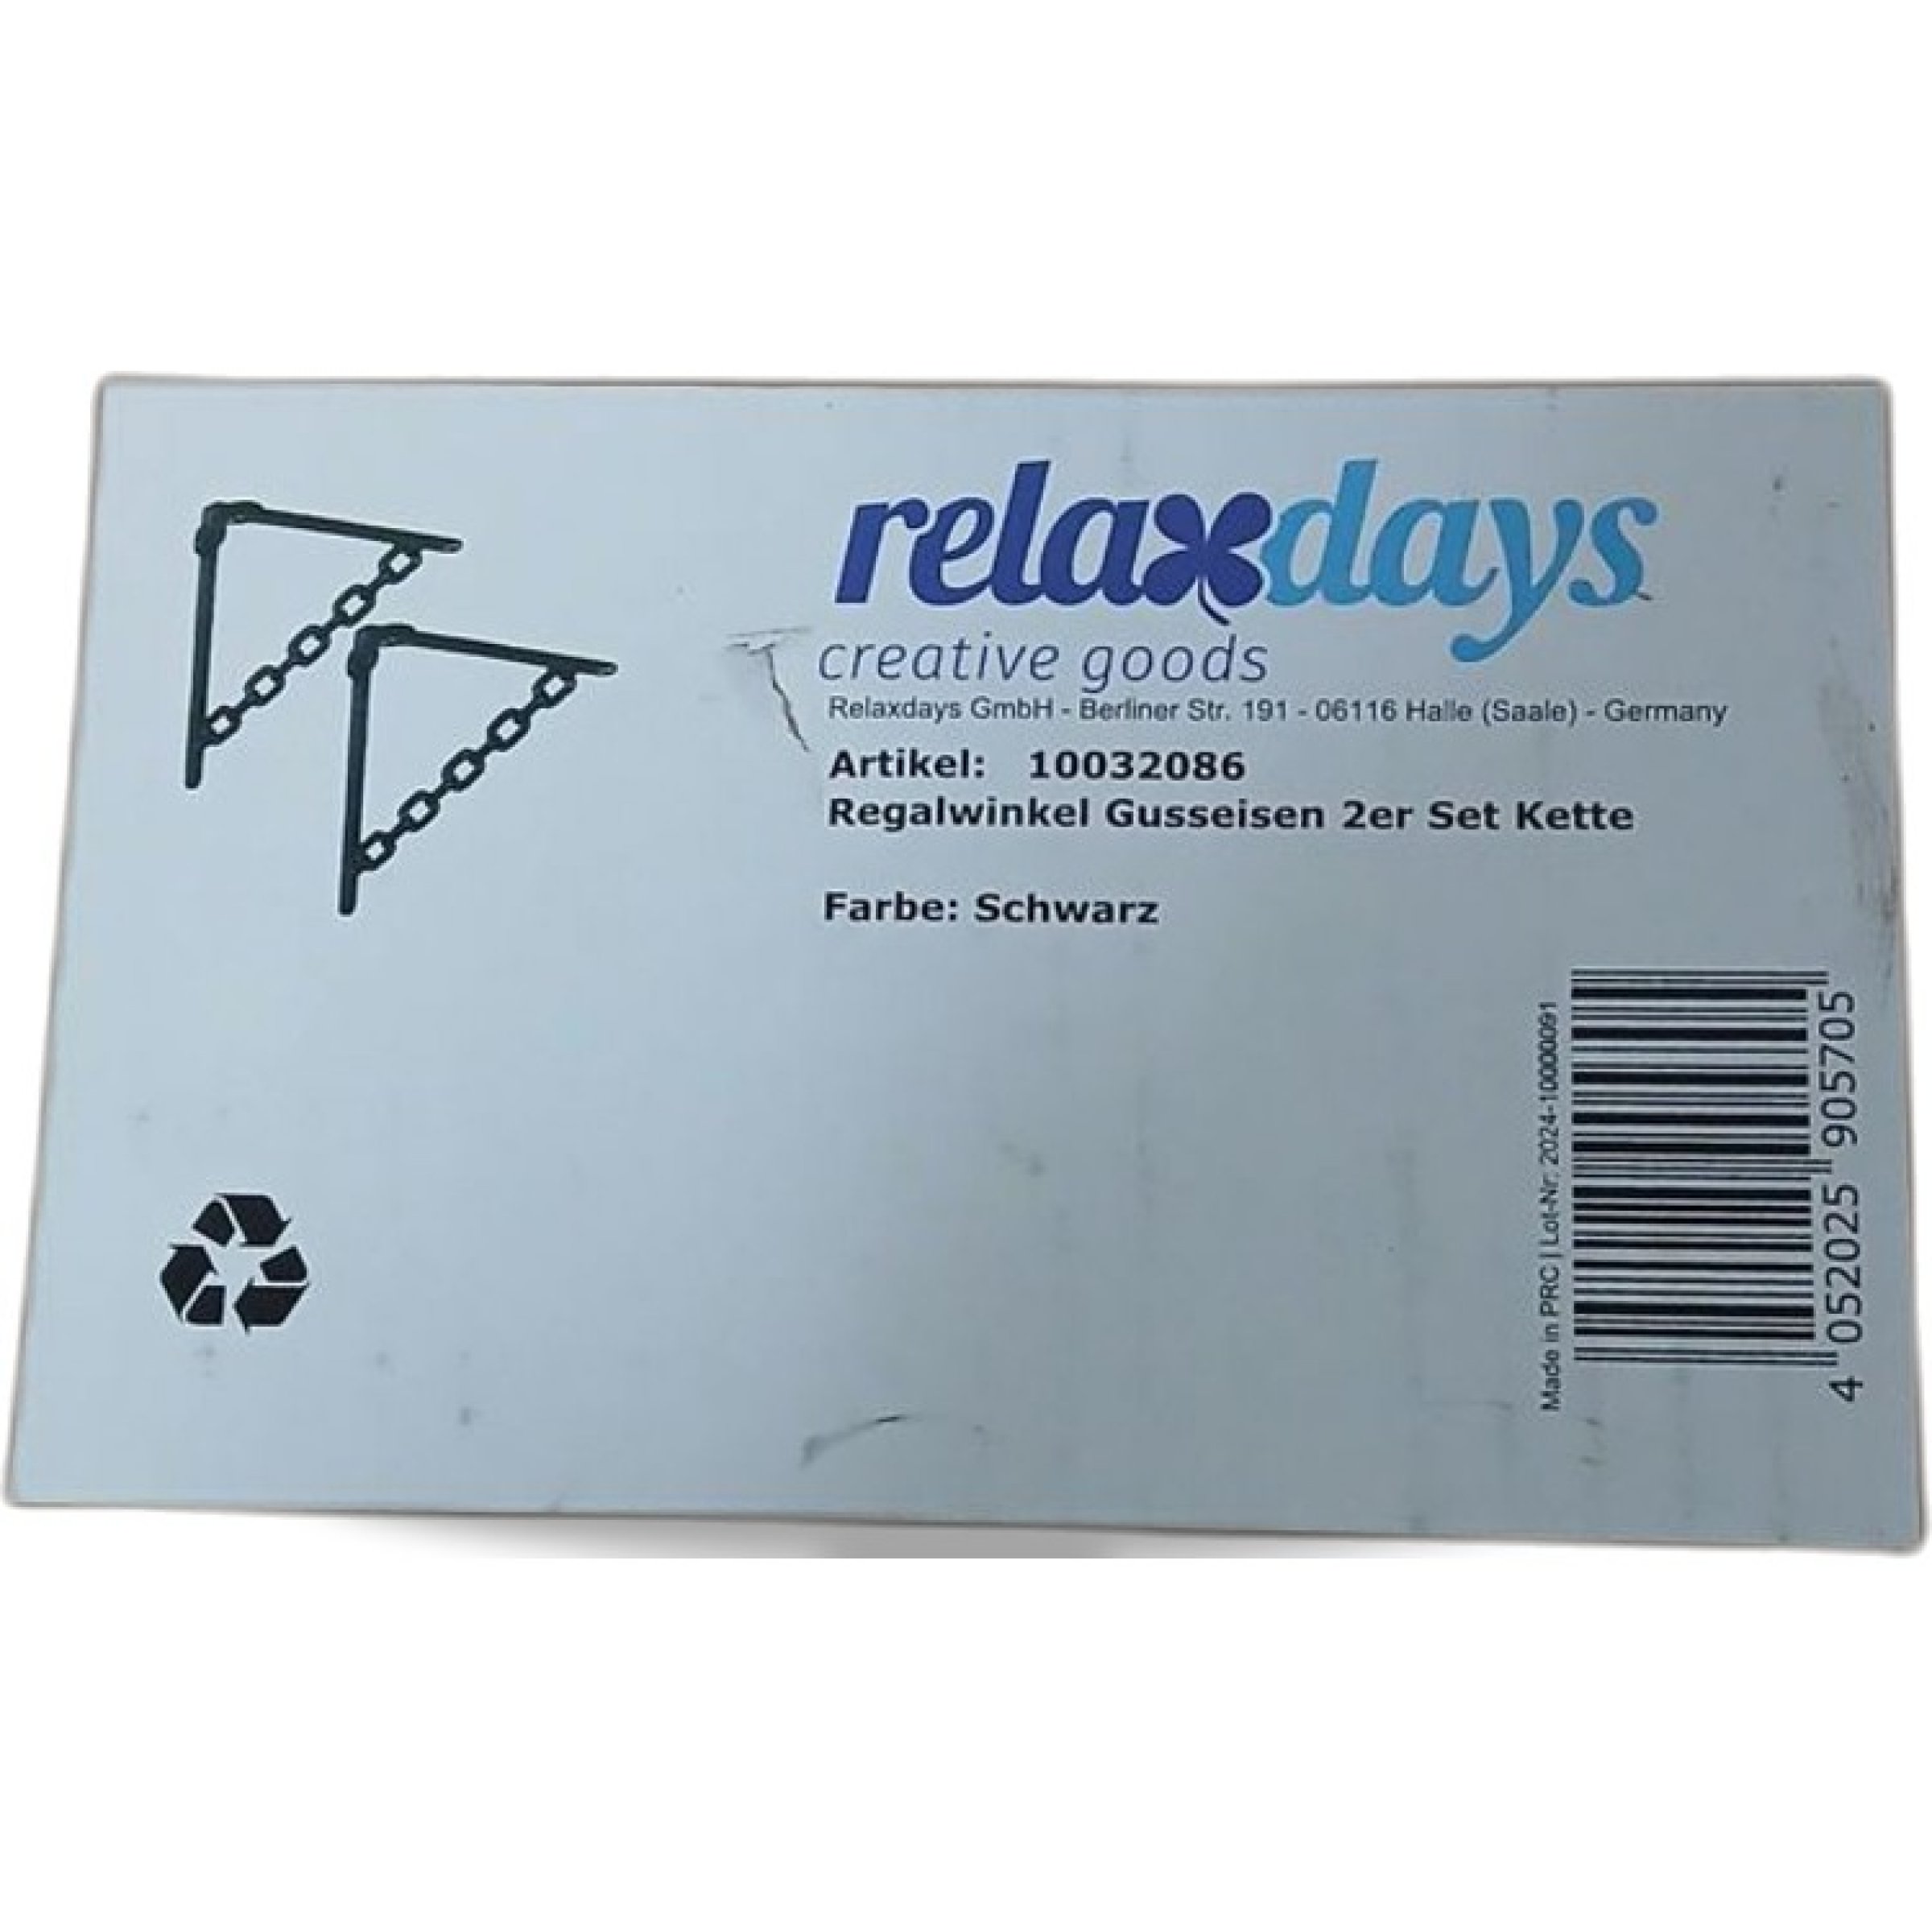 relaxdays
creative goods
Relaxdays GmbH - Berliner Str. 191 - 06116 Halle (Saale) - Germany
Artikel: 10032086
Regalwinkel Gusseisen 2er Set Kette
Farbe: Schwarz
Made in PRC | Lot-Nr. 2024-10000091
4 052025 905705